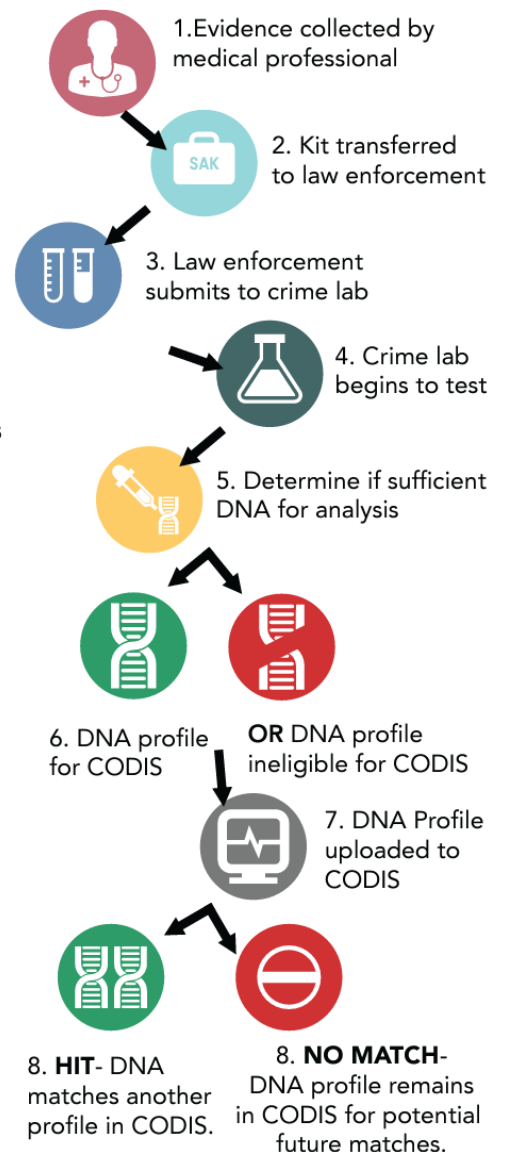 1.Evidence collected by
medical professional
SAK
2. Kit transferred
to law enforcement
3. Law enforcement
submits to crime lab
4. Crime lab
begins to test
s
5. Determine if sufficient
DNA for analysis
6. DNA profile
for CODIS
OR DNA profile
ineligible for CODIS
7. DNA Profile
uploaded to
CODIS
8. HIT- DNA
matches another
profile in CODIS.
8. NO MATCH-
DNA profile remains
in CODIS for potential
future matches.